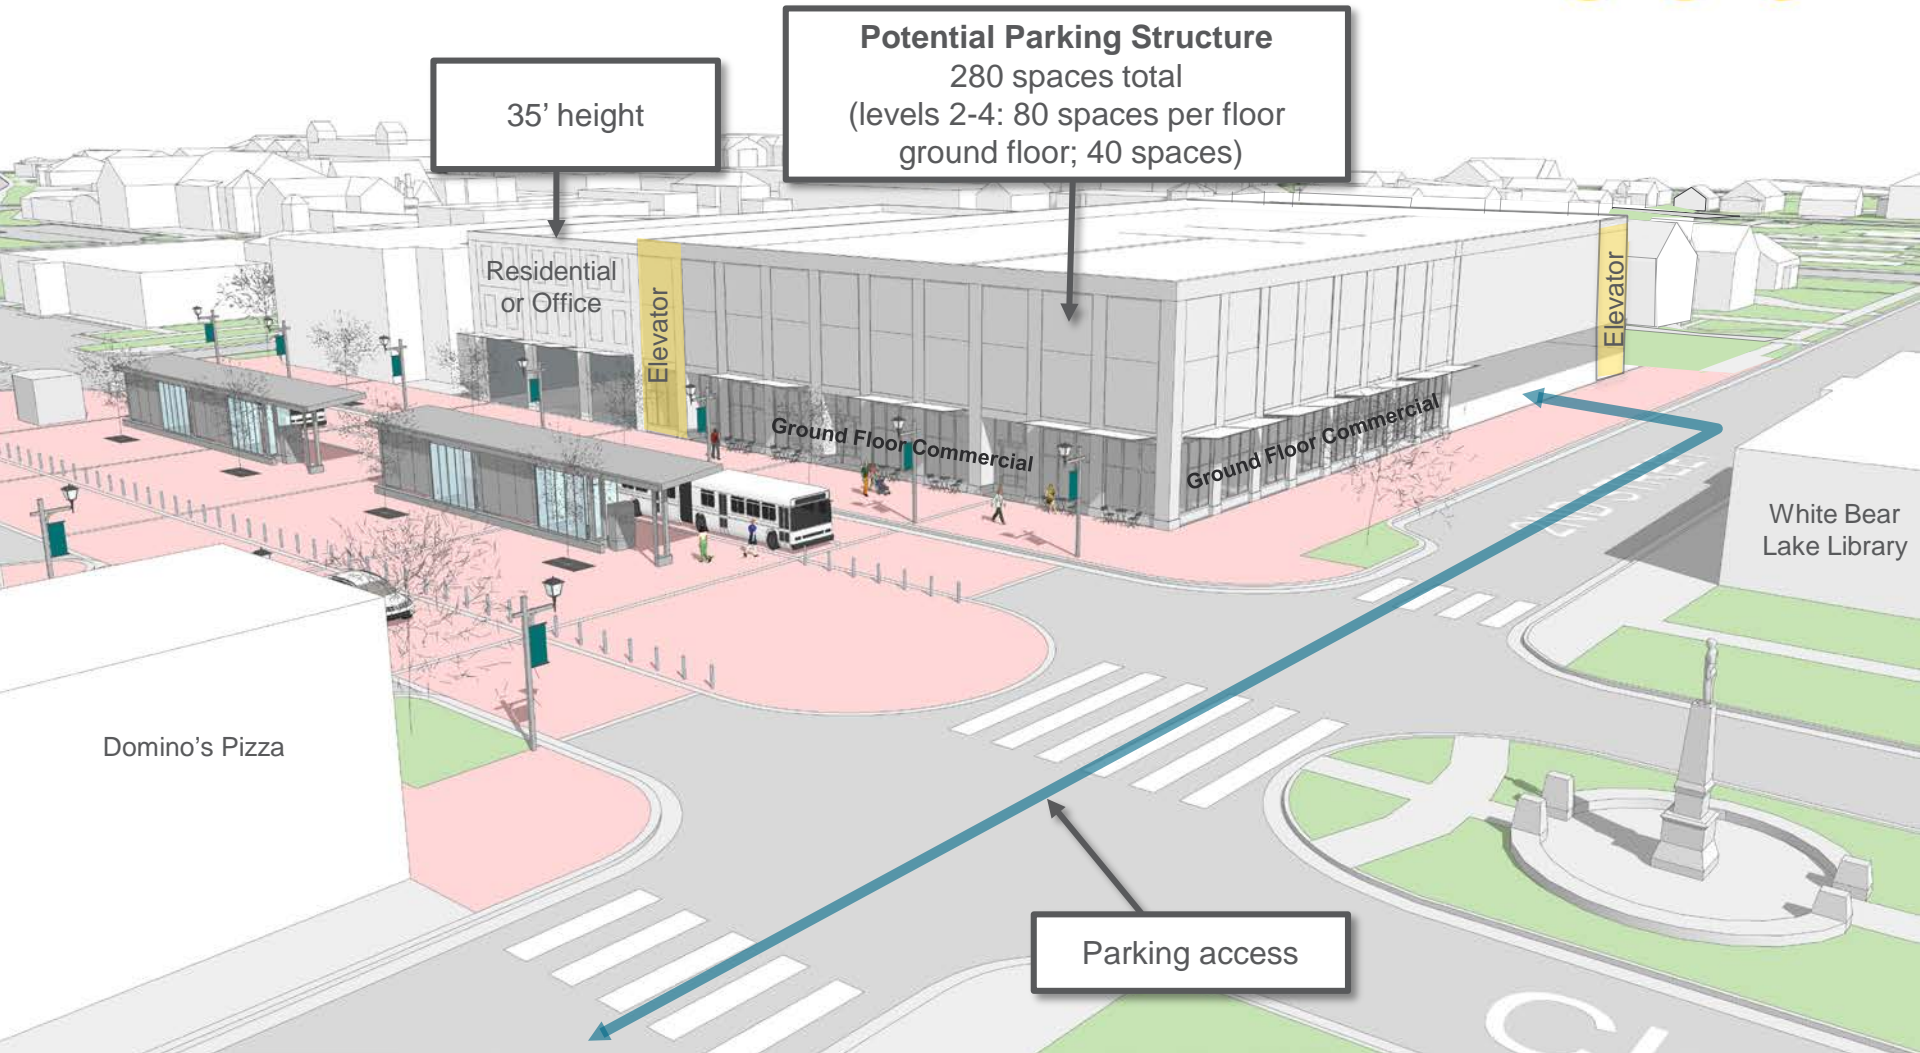 Potential Parking Structure
280 spaces total
(levels 2-4: 80 spaces per floor
ground floor; 40 spaces)
35’ height
Residential
or Office
Elevator
Elevator
Ground Floor Commercial
Ground Floor Commercial
2ND STREET
White Bear
Lake Library
Domino’s Pizza
Parking access